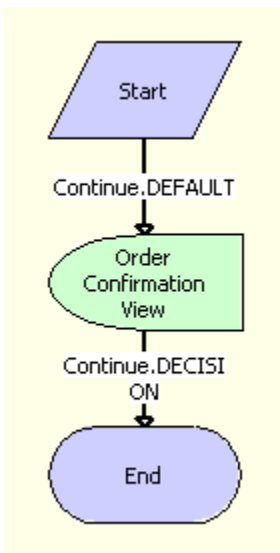 Start
Continue.DEFAULT
Order
Confirmation
View
Continue.DECISI
ON
End